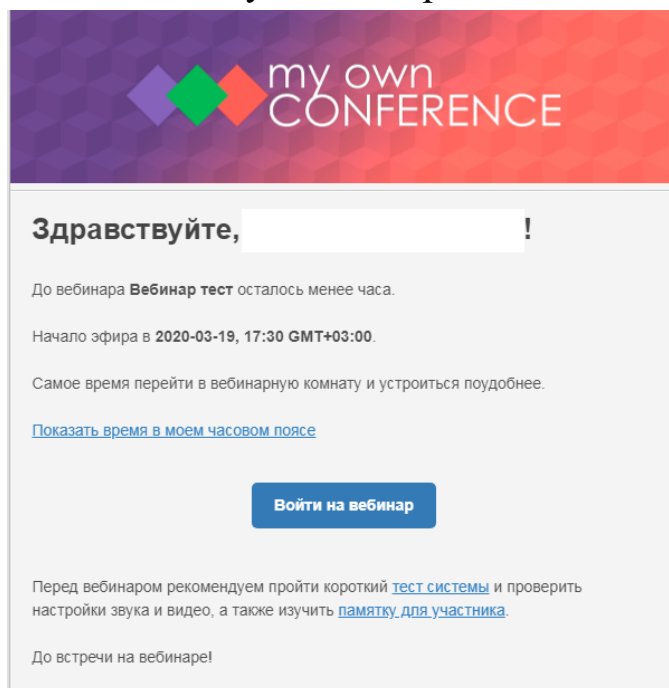 my own
CONFERENCE
Здравствуйте, !
До вебинара Вебинар тест осталось менее часа.
Начало эфира в 2020-03-19, 17:30 GMT+03:00.
Самое время перейти в вебинарную комнату и устроиться поудобнее.
Показать время в моем часовом поясе
Войти на вебинар
Перед вебинаром рекомендуем пройти короткий тест системы и проверить
настройки звука и видео, а также изучить памятку для участника.
До встречи на вебинаре!